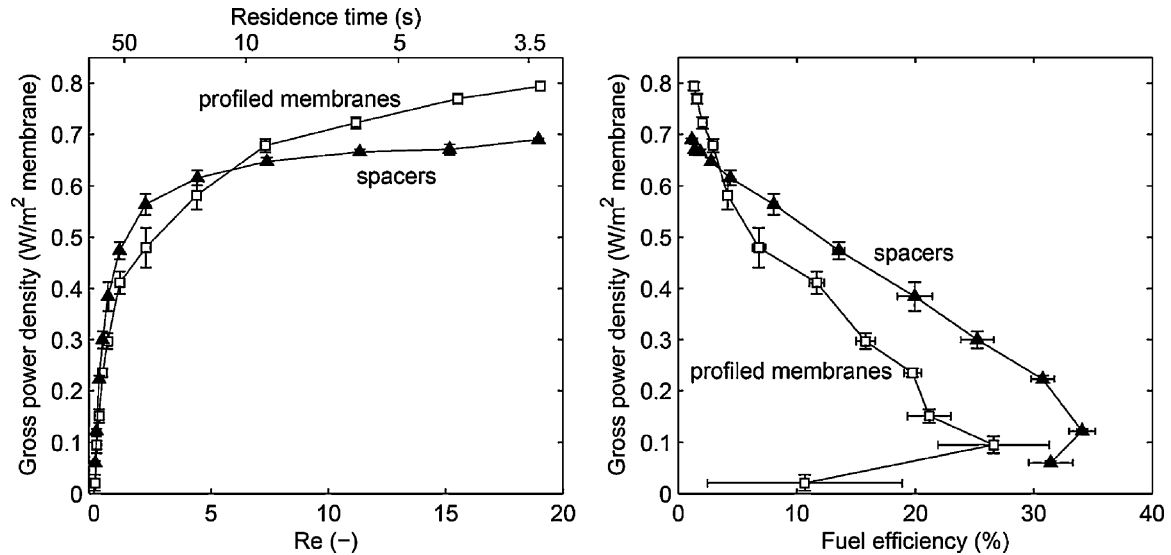 Residence time (s)
50 10 5 3.5
0.8
0.7
0.6
0.5
0.4
0.3
0.2
0.1
0
Gross power density (W/m² membrane)
profiled membranes
spacers
0 5 10 15 20
Re (−)
0.8
0.7
0.6
0.5
0.4
0.3
0.2
0.1
0
Gross power density (W/m² membrane)
spacers
profiled membranes
0 10 20 30 40
Fuel efficiency (%)